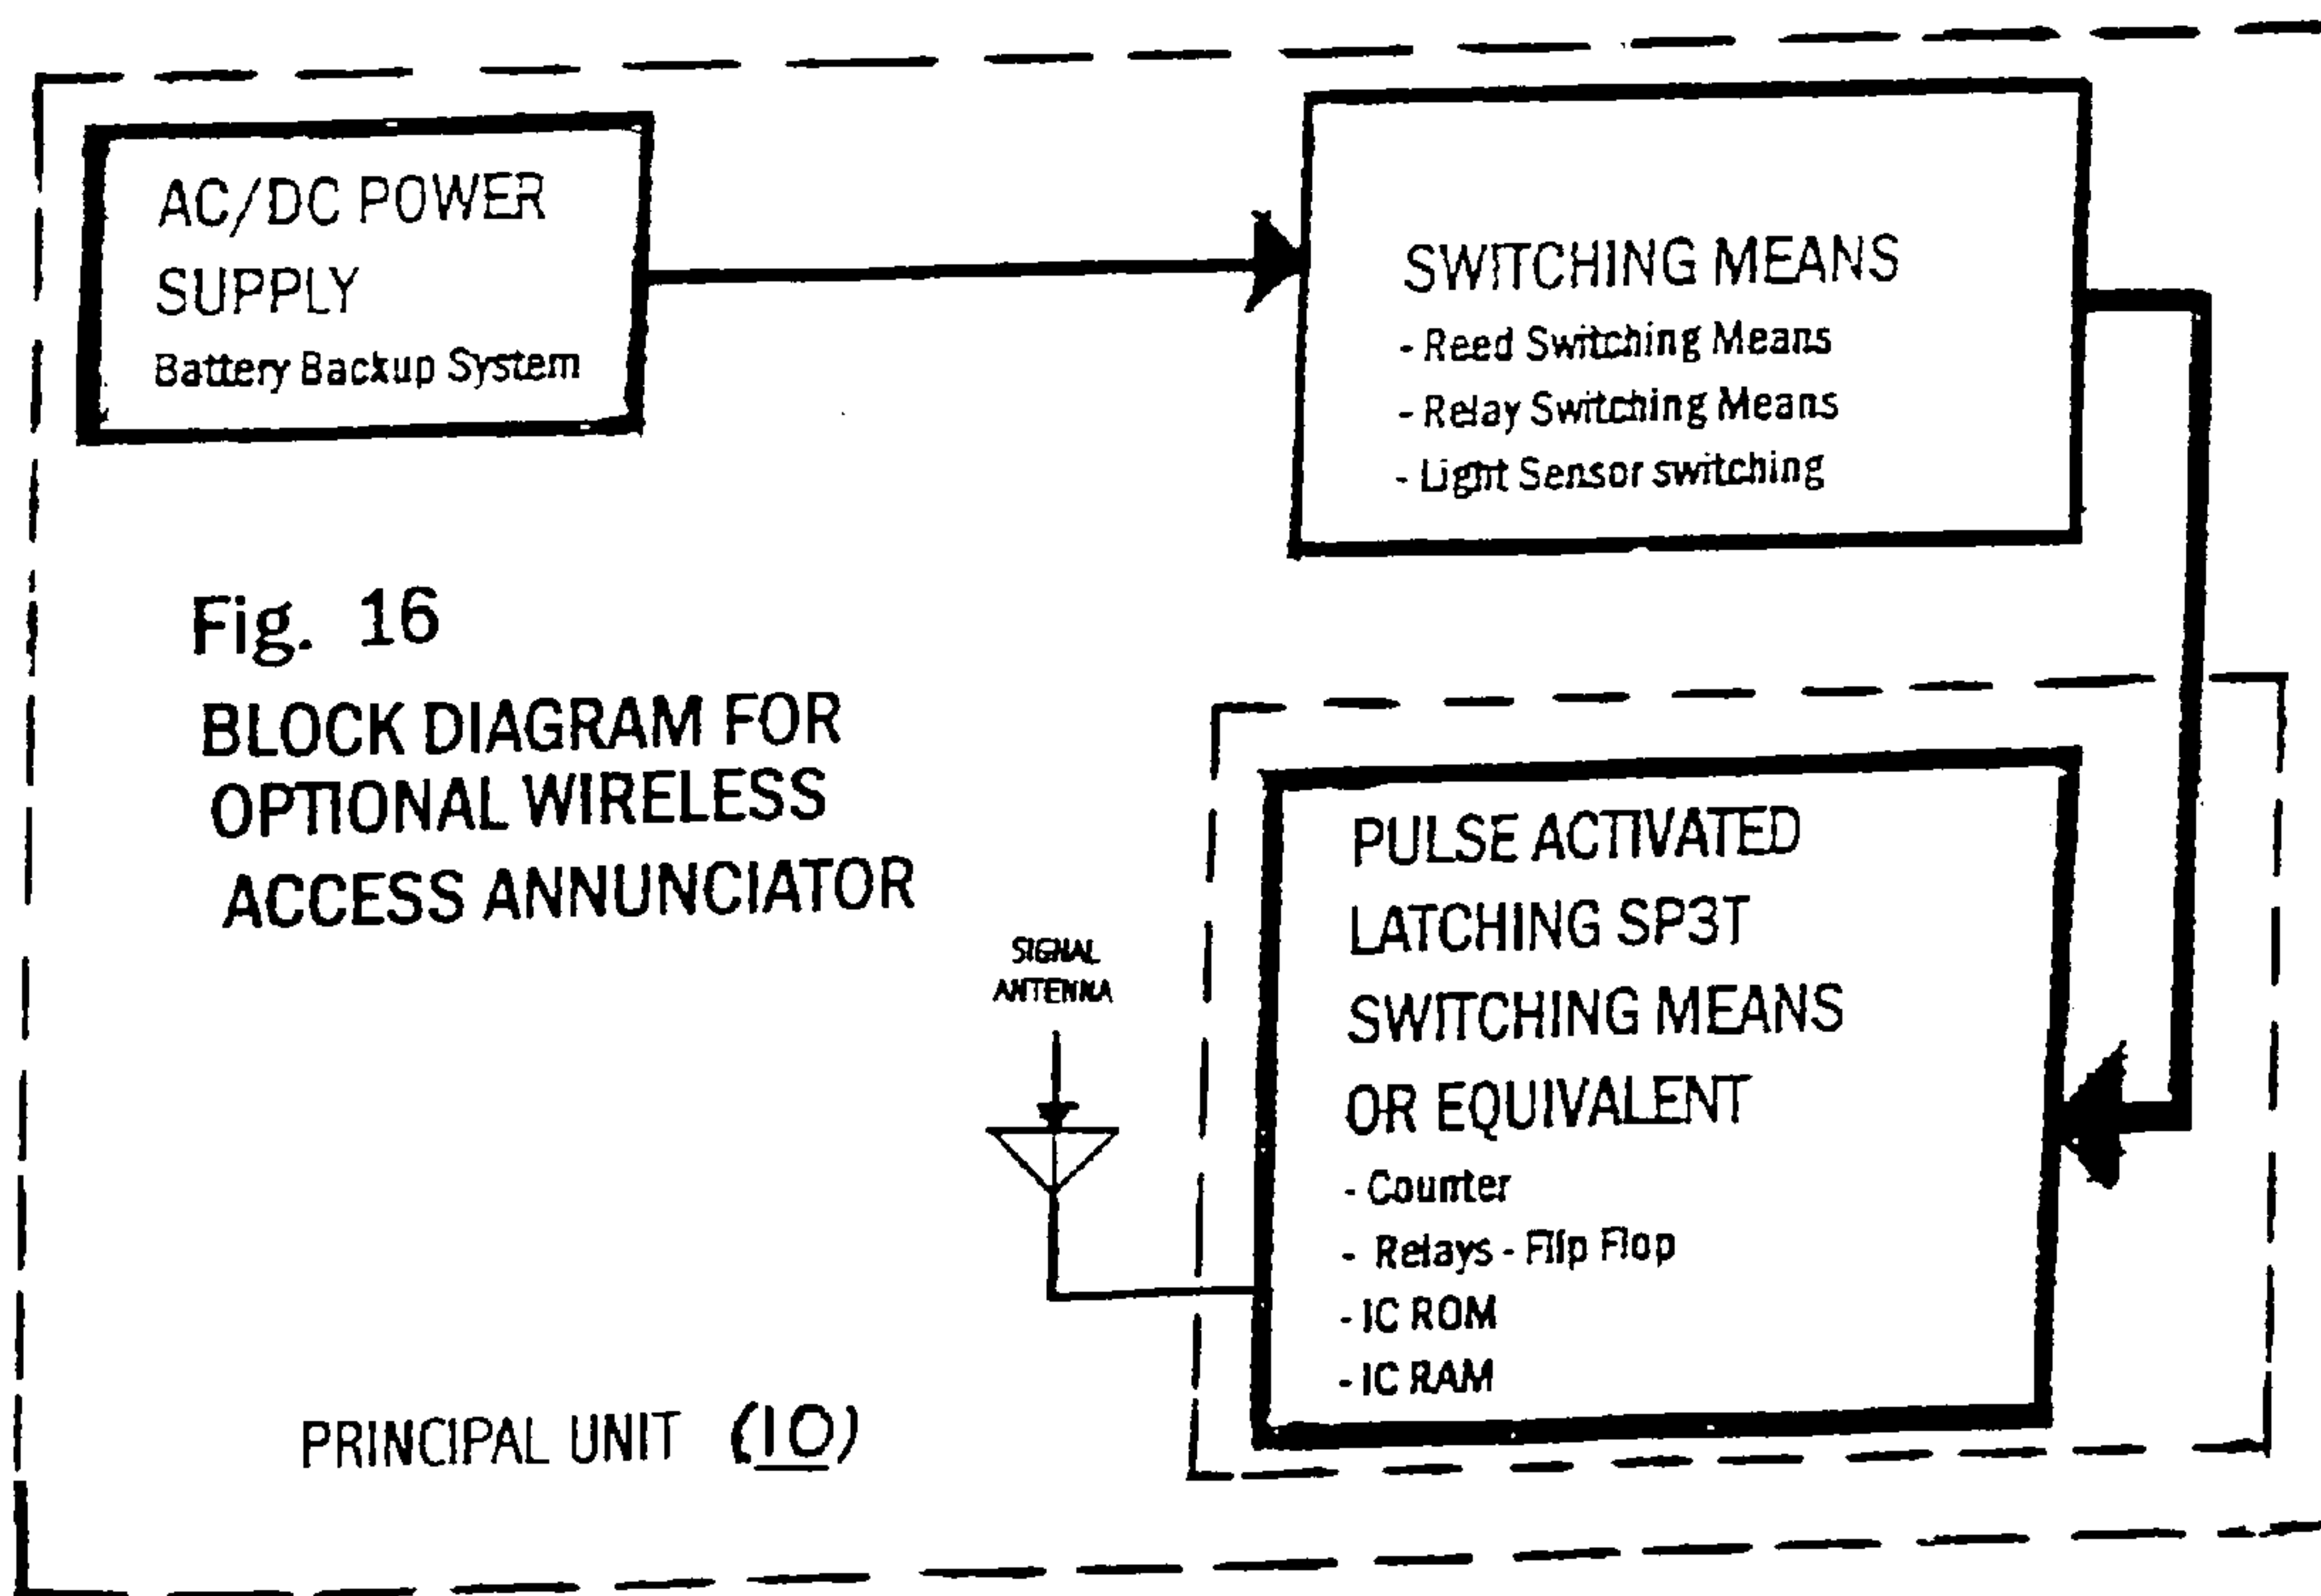 AC/DC POWER
SUPPLY
Battery Backup System
SWITCHING MEANS
- Reed Switching Means
- Relay Switching Means
- Light Sensor switching
Fig. 16
BLOCK DIAGRAM FOR
OPTIONAL WIRELESS
ACCESS ANNUNCIATOR
SIGNAL
ANTENNA
PULSE ACTIVATED
LATCHING SP3T
SWITCHING MEANS
OR EQUIVALENT
- Counter
- Relays - Flip Flop
- IC ROM
- IC RAM
PRINCIPAL UNIT (10)